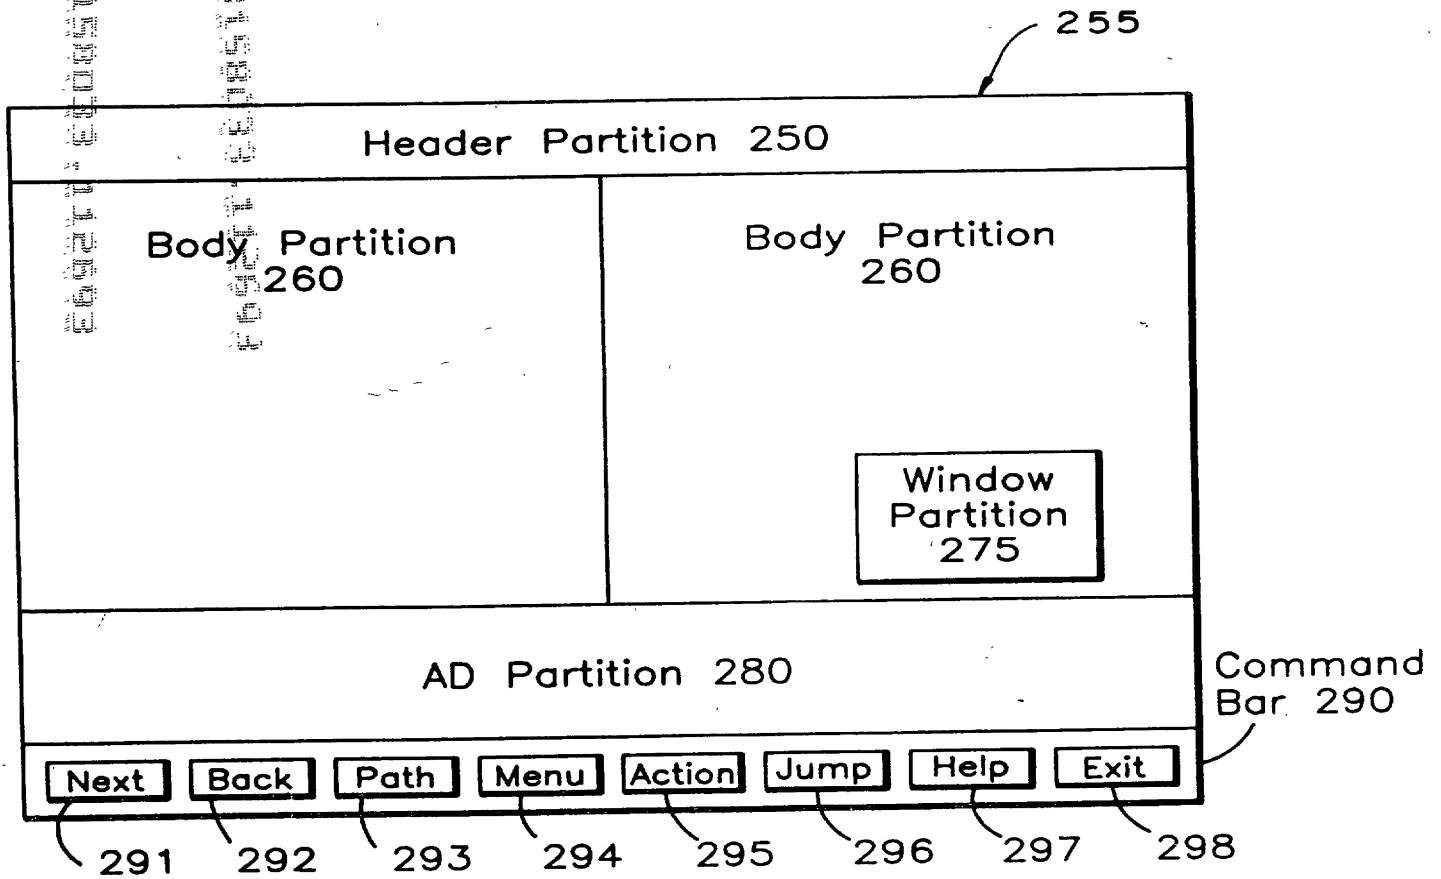 255
Header Partition 250
Body Partition
260
Body Partition
260
Window
Partition
275
AD Partition 280
Command
Bar 290
Next Back Path Menu Action Jump Help Exit
291 292 293 294 295 296 297 298